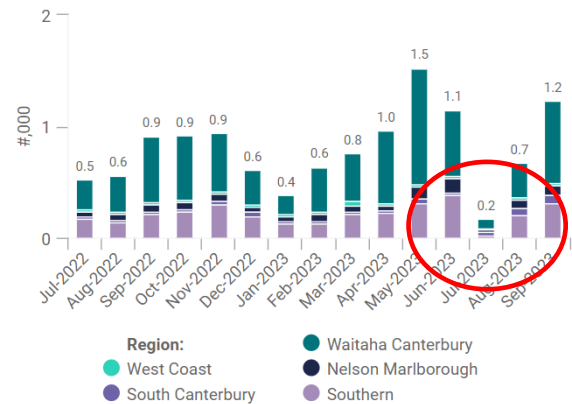 2
#,000
1
0
0.5
0.6
0.9
0.9
0.9
0.6
0.4
0.6
0.8
1.0
1.5
1.1
0.2
0.7
1.2
Jul-2022
Aug-2022
Sep-2022
Oct-2022
Nov-2022
Dec-2022
Jan-2023
Feb-2023
Mar-2023
Apr-2023
May-2023
Jun-2023
Jul-2023
Aug-2023
Sep-2023
Region:
Waitaha Canterbury
West Coast
Nelson Marlborough
South Canterbury
Southern